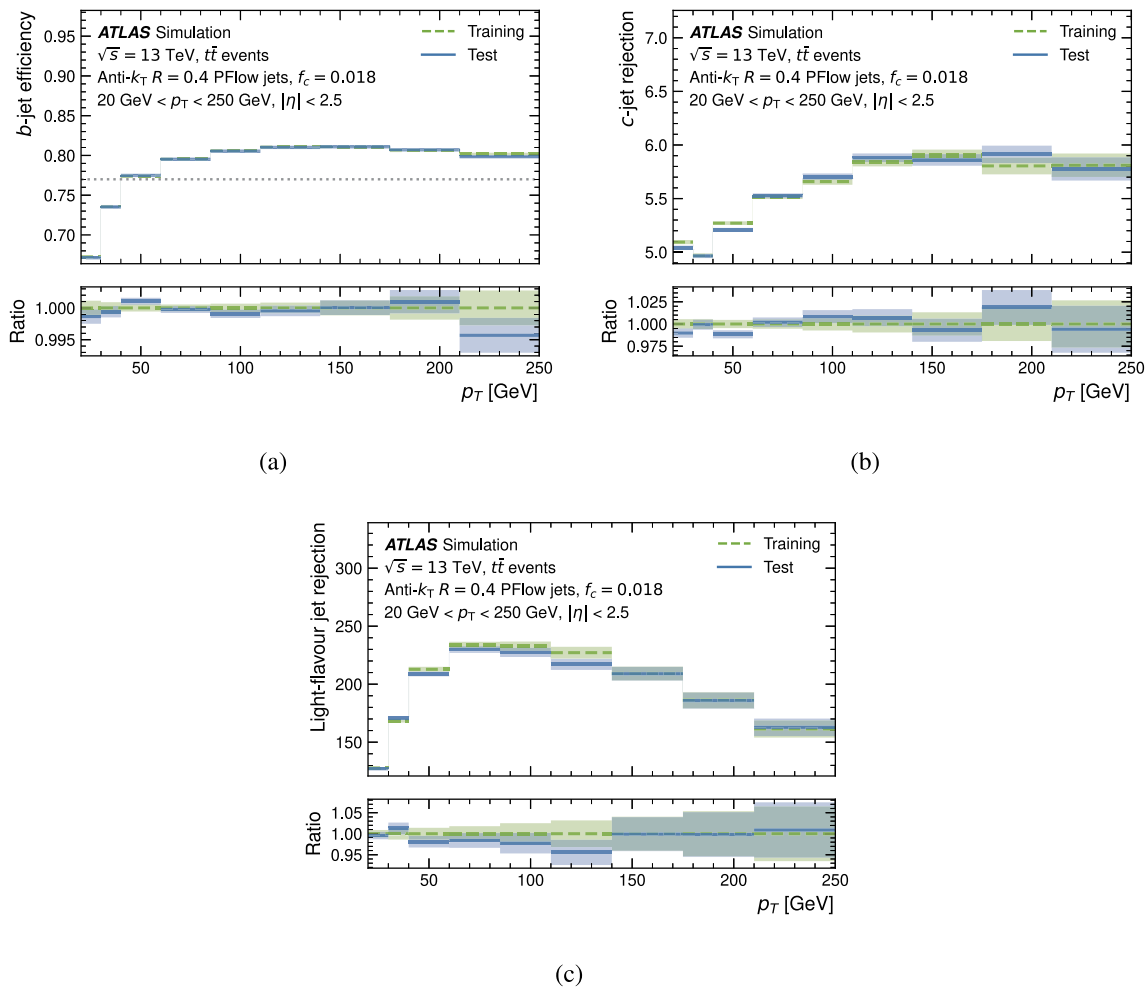 ATLAS Simulation
√s = 13 TeV, tt̄ events
Anti-kT R = 0.4 PFlow jets, fc = 0.018
20 GeV < pT < 250 GeV, |η| < 2.5
Training
Test
b-jet efficiency
0.95
0.90
0.85
0.80
0.75
0.70
Ratio
1.000
0.995
50 100 150 200 250
pT [GeV]
(a)
ATLAS Simulation
√s = 13 TeV, tt̄ events
Anti-kT R = 0.4 PFlow jets, fc = 0.018
20 GeV < pT < 250 GeV, |η| < 2.5
Training
Test
c-jet rejection
7.0
6.5
6.0
5.5
5.0
Ratio
1.025
1.000
0.975
50 100 150 200 250
pT [GeV]
(b)
ATLAS Simulation
√s = 13 TeV, tt̄ events
Anti-kT R = 0.4 PFlow jets, fc = 0.018
20 GeV < pT < 250 GeV, |η| < 2.5
Training
Test
Light-flavour jet rejection
300
250
200
150
Ratio
1.05
1.00
0.95
50 100 150 200 250
pT [GeV]
(c)